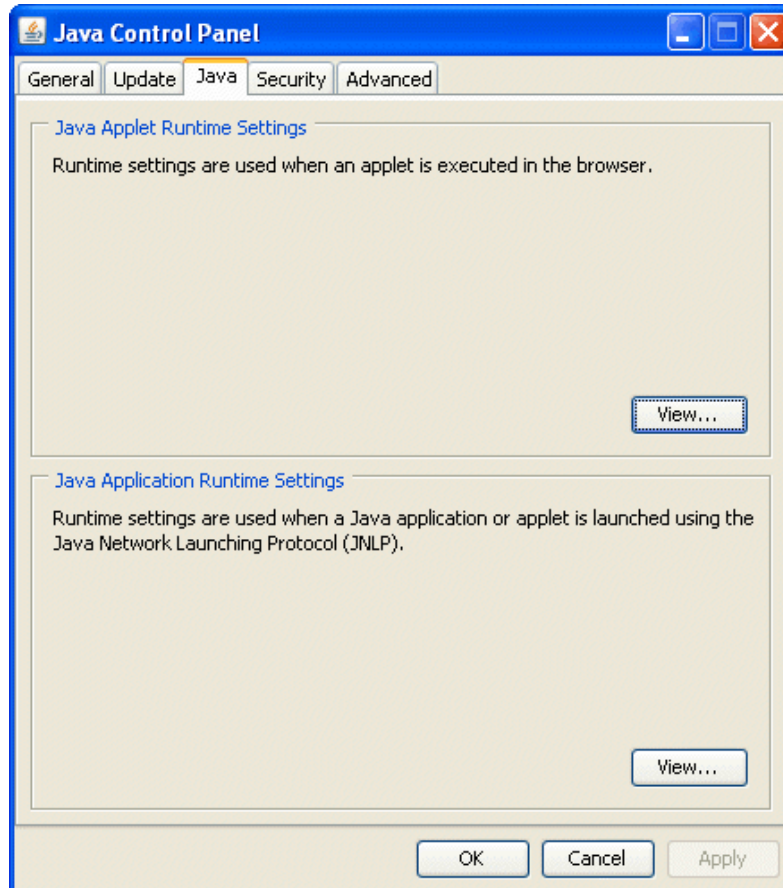 Java Control Panel
General Update Java Security Advanced
Java Applet Runtime Settings
Runtime settings are used when an applet is executed in the browser.
View...
Java Application Runtime Settings
Runtime settings are used when a Java application or applet is launched using the
Java Network Launching Protocol (JNLP).
View...
OK Cancel Apply